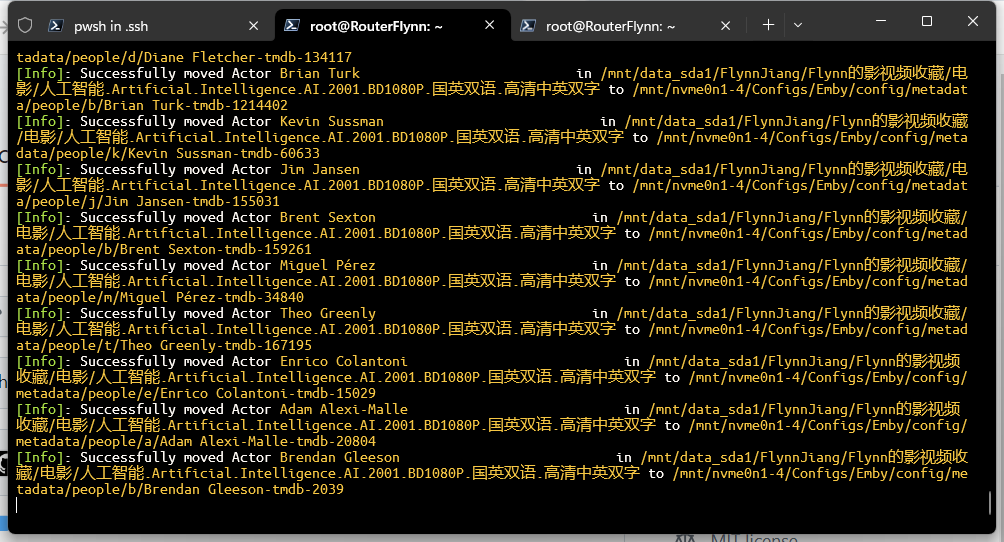 pwsh in .ssh
root@RouterFlynn: ~
root@RouterFlynn: ~
tadata/people/d/Diane Fletcher-tmdb-134117
[Info]: Successfully moved Actor Brian Turk in /mnt/data_sda1/FlynnJiang/Flynn的影视频收藏/电
影/人工智能.Artificial.Intelligence.AI.2001.BD1080P.国英双语.高清中英双字 to /mnt/nvme0n1-4/Configs/Emby/config/metadat
a/people/b/Brian Turk-tmdb-1214402
[Info]: Successfully moved Actor Kevin Sussman in /mnt/data_sda1/FlynnJiang/Flynn的影视频收藏
/电影/人工智能.Artificial.Intelligence.AI.2001.BD1080P.国英双语.高清中英双字 to /mnt/nvme0n1-4/Configs/Emby/config/meta
data/people/k/Kevin Sussman-tmdb-60633
[Info]: Successfully moved Actor Jim Jansen in /mnt/data_sda1/FlynnJiang/Flynn的影视频收藏/电
影/人工智能.Artificial.Intelligence.AI.2001.BD1080P.国英双语.高清中英双字 to /mnt/nvme0n1-4/Configs/Emby/config/metadat
a/people/j/Jim Jansen-tmdb-155031
[Info]: Successfully moved Actor Brent Sexton in /mnt/data_sda1/FlynnJiang/Flynn的影视频收藏/
电影/人工智能.Artificial.Intelligence.AI.2001.BD1080P.国英双语.高清中英双字 to /mnt/nvme0n1-4/Configs/Emby/config/metad
ata/people/b/Brent Sexton-tmdb-159261
[Info]: Successfully moved Actor Miguel Pérez in /mnt/data_sda1/FlynnJiang/Flynn的影视频收藏/
电影/人工智能.Artificial.Intelligence.AI.2001.BD1080P.国英双语.高清中英双字 to /mnt/nvme0n1-4/Configs/Emby/config/metad
ata/people/m/Miguel Pérez-tmdb-34840
[Info]: Successfully moved Actor Theo Greenly in /mnt/data_sda1/FlynnJiang/Flynn的影视频收藏/
电影/人工智能.Artificial.Intelligence.AI.2001.BD1080P.国英双语.高清中英双字 to /mnt/nvme0n1-4/Configs/Emby/config/metad
ata/people/t/Theo Greenly-tmdb-167195
[Info]: Successfully moved Actor Enrico Colantoni in /mnt/data_sda1/FlynnJiang/Flynn的影视频
收藏/电影/人工智能.Artificial.Intelligence.AI.2001.BD1080P.国英双语.高清中英双字 to /mnt/nvme0n1-4/Configs/Emby/config/
metadata/people/e/Enrico Colantoni-tmdb-15029
[Info]: Successfully moved Actor Adam Alexi-Malle in /mnt/data_sda1/FlynnJiang/Flynn的影视频
收藏/电影/人工智能.Artificial.Intelligence.AI.2001.BD1080P.国英双语.高清中英双字 to /mnt/nvme0n1-4/Configs/Emby/config/
metadata/people/a/Adam Alexi-Malle-tmdb-20804
[Info]: Successfully moved Actor Brendan Gleeson in /mnt/data_sda1/FlynnJiang/Flynn的影视频收
藏/电影/人工智能.Artificial.Intelligence.AI.2001.BD1080P.国英双语.高清中英双字 to /mnt/nvme0n1-4/Configs/Emby/config/me
tadata/people/b/Brendan Gleeson-tmdb-2039
MIT license